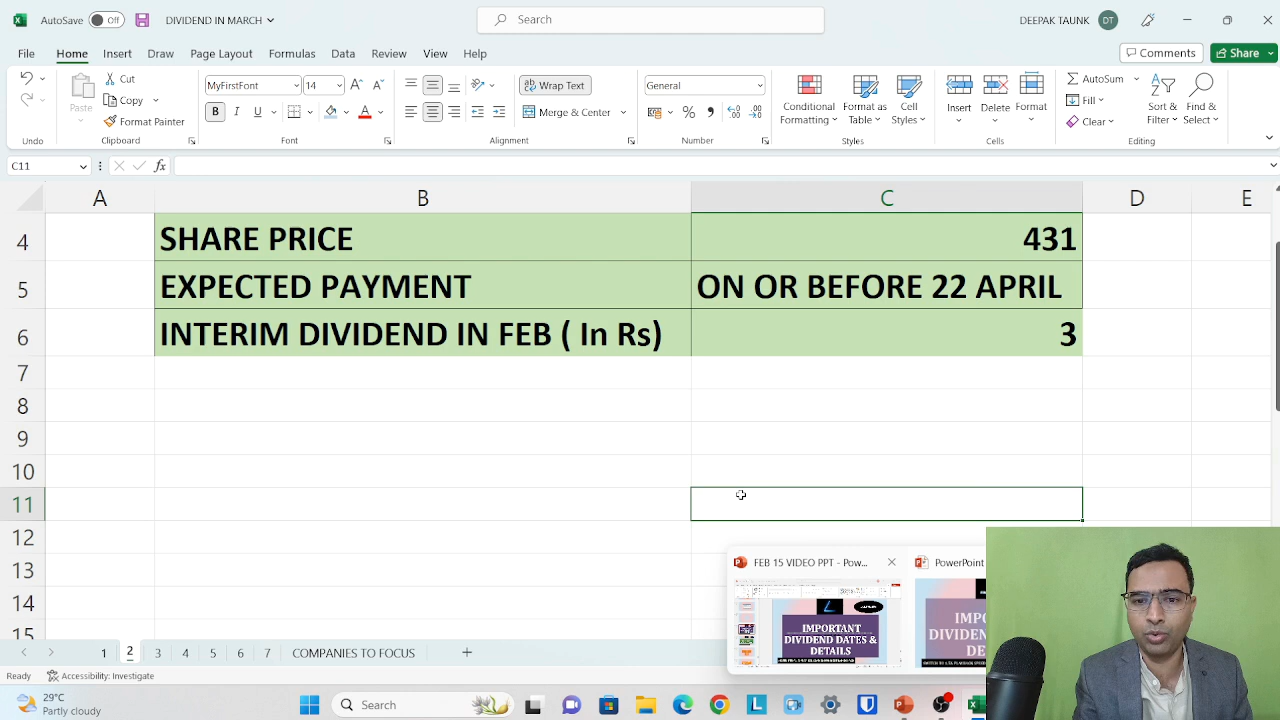 AutoSave Off DIVIDEND IN MARCH Search DEEPAK TAUNK DT
File Home Insert Draw Page Layout Formulas Data Review View Help Comments Share
Undo
Paste Cut Copy Format Painter Clipboard
MyFirstFont 14 A A B I U A Font
Wrap Text Merge & Center Alignment
General % Number
Conditional Formatting Format as Table Cell Styles Styles
Insert Delete Format Cells
AutoSum Fill Clear Sort & Filter Find & Select Editing
C11 fx
A B C D E
4 SHARE PRICE 431
5 EXPECTED PAYMENT ON OR BEFORE 22 APRIL
6 INTERIM DIVIDEND IN FEB ( In Rs) 3
7
8
9
10
11
12
13
14
15
FEB 15 VIDEO PPT - Pow... PowerPoint
IMPORTANT
DIVIDEND DATES &
DETAILS
1 2 3 4 5 6 7 COMPANIES TO FOCUS
Ready Accessibility: Investigate
29°C
Partly cloudy
Search